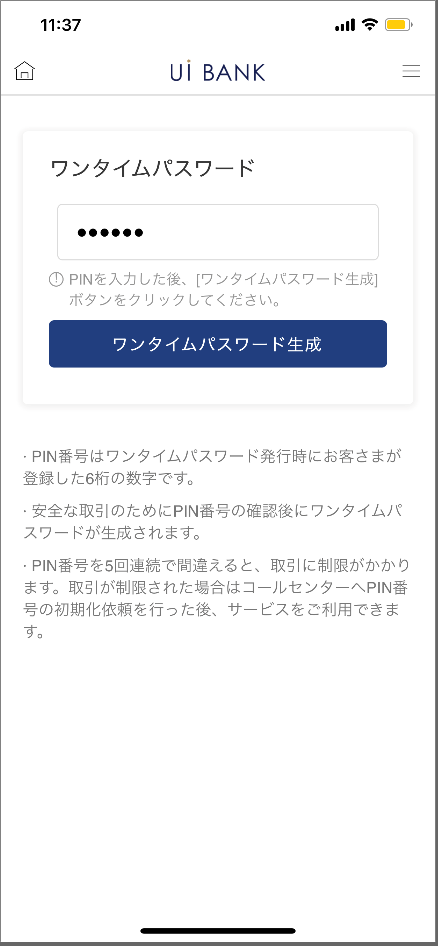 11:37
UI BANK
ワンタイムパスワード
●●●●●●
PINを入力した後、[ワンタイムパスワード生成]
ボタンをクリックしてください。
ワンタイムパスワード生成
· PIN番号はワンタイムパスワード発行時にお客さまが
登録した6桁の数字です。
· 安全な取引のためにPIN番号の確認後にワンタイムパ
スワードが生成されます。
· PIN番号を5回連続で間違えると、取引に制限がかかり
ます。取引が制限された場合はコールセンターへPIN番
号の初期化依頼を行った後、サービスをご利用できま
す。